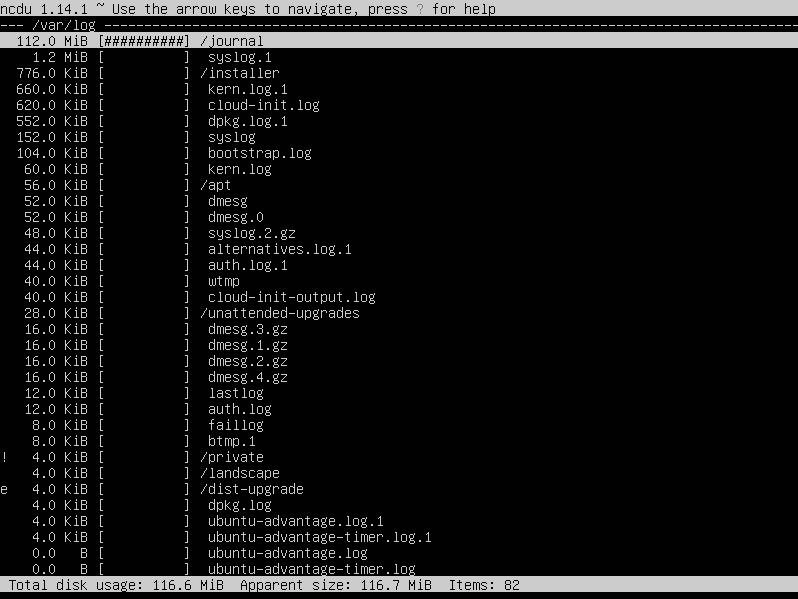 ncdu 1.14.1 ~ Use the arrow keys to navigate, press ? for help
--- /var/log ---------------------------------------------------------------------------------------
  112.0 MiB [##########] /journal
    1.2 MiB [          ]  syslog.1
  776.0 KiB [          ] /installer
  660.0 KiB [          ]  kern.log.1
  620.0 KiB [          ]  cloud-init.log
  552.0 KiB [          ]  dpkg.log.1
  152.0 KiB [          ]  syslog
  104.0 KiB [          ]  bootstrap.log
   60.0 KiB [          ]  kern.log
   56.0 KiB [          ] /apt
   52.0 KiB [          ]  dmesg
   52.0 KiB [          ]  dmesg.0
   48.0 KiB [          ]  syslog.2.gz
   44.0 KiB [          ]  alternatives.log.1
   44.0 KiB [          ]  auth.log.1
   40.0 KiB [          ]  wtmp
   40.0 KiB [          ]  cloud-init-output.log
   28.0 KiB [          ] /unattended-upgrades
   16.0 KiB [          ]  dmesg.3.gz
   16.0 KiB [          ]  dmesg.1.gz
   16.0 KiB [          ]  dmesg.2.gz
   16.0 KiB [          ]  dmesg.4.gz
   12.0 KiB [          ]  lastlog
   12.0 KiB [          ]  auth.log
    8.0 KiB [          ]  faillog
    8.0 KiB [          ]  btmp.1
!   4.0 KiB [          ] /private
    4.0 KiB [          ] /landscape
e   4.0 KiB [          ] /dist-upgrade
    4.0 KiB [          ]  dpkg.log
    4.0 KiB [          ]  ubuntu-advantage.log.1
    4.0 KiB [          ]  ubuntu-advantage-timer.log.1
    0.0   B [          ]  ubuntu-advantage.log
    0.0   B [          ]  ubuntu-advantage-timer.log
 Total disk usage: 116.6 MiB  Apparent size: 116.7 MiB  Items: 82